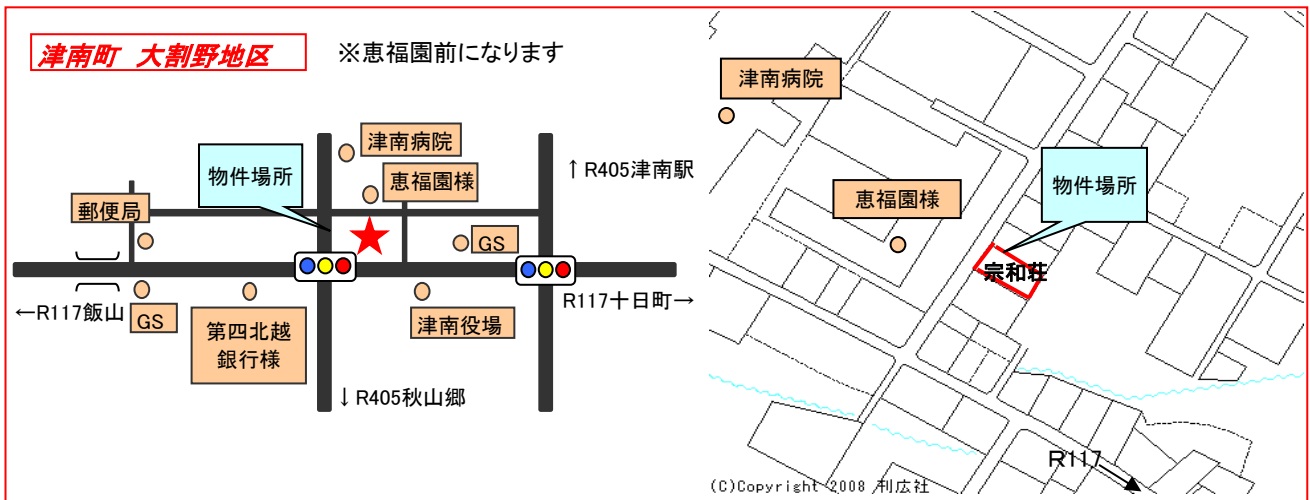 津南町 大割野地区
※恵福園前になります
津南病院
物件場所
恵福園様
↑R405津南駅
郵便局
GS
←R117飯山
GS
第四北越
銀行様
津南役場
R117十日町→
↓R405秋山郷
津南病院
物件場所
恵福園様
宗和荘
R117
(C)Copyright 2008 刊広社